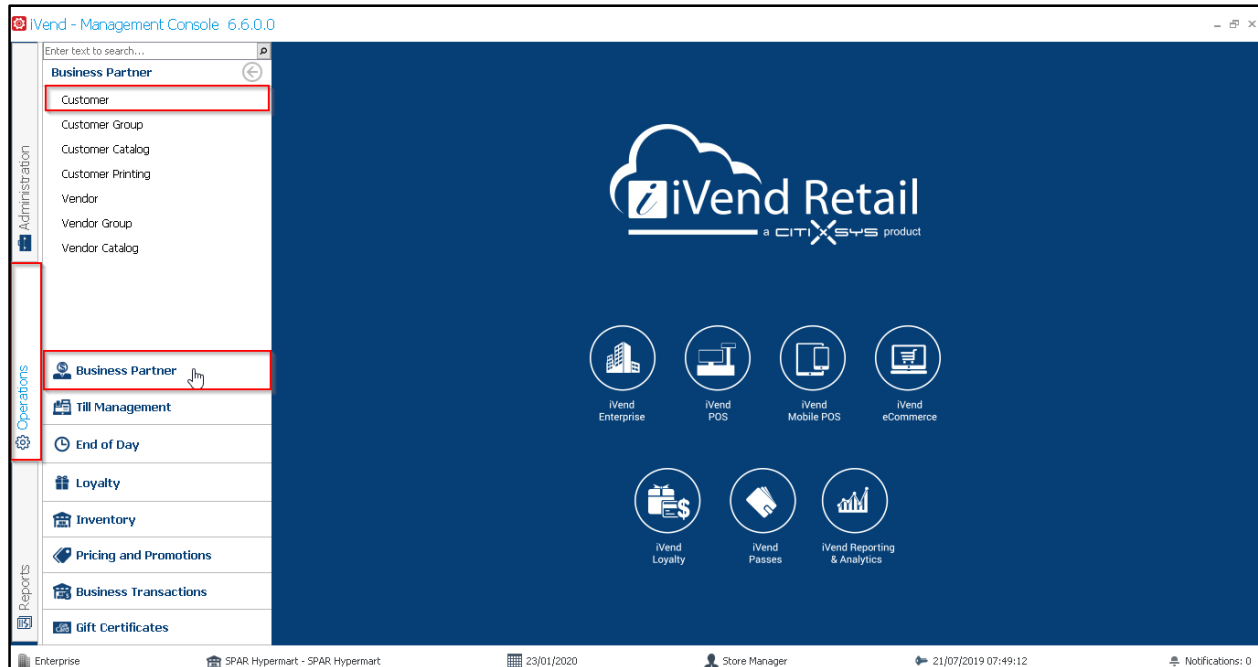 iVend - Management Console 6.6.0.0
Enter text to search...
Business Partner
Customer
Customer Group
Customer Catalog
Customer Printing
Vendor
Vendor Group
Vendor Catalog
Administration
Operations
Reports
Business Partner
Till Management
End of Day
Loyalty
Inventory
Pricing and Promotions
Business Transactions
Gift Certificates
i iVend Retail
a CITIXSYS product
iVend
Enterprise
iVend
POS
iVend
Mobile POS
iVend
eCommerce
iVend
Loyalty
iVend
Passes
iVend Reporting
& Analytics
Enterprise
SPAR Hypermart - SPAR Hypermart
23/01/2020
Store Manager
21/07/2019 07:49:12
Notifications: 0